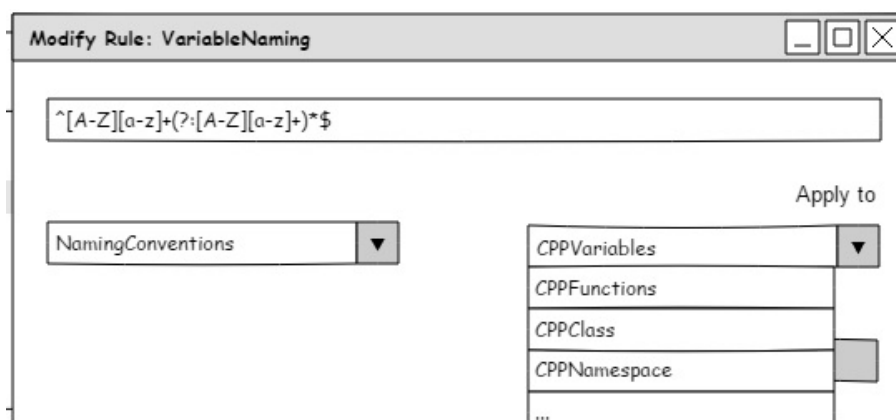 Modify Rule: VariableNaming
^[A-Z][a-z]+(?:[A-Z][a-z]+)*$
Apply to
NamingConventions
CPPVariables
CPPFunctions
CPPClass
CPPNamespace
...